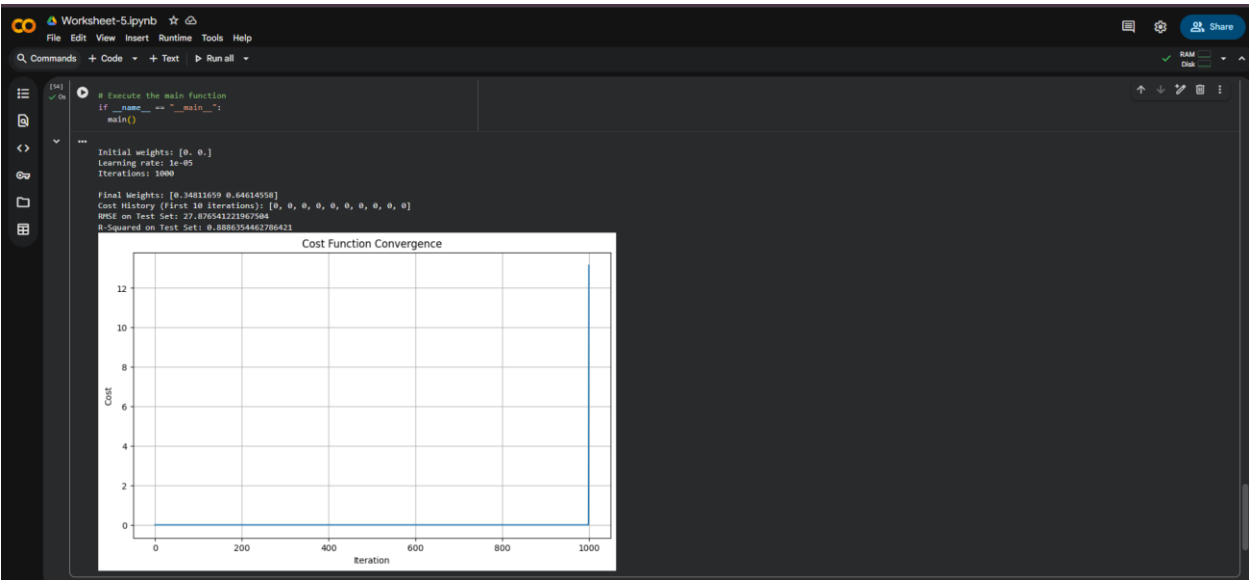 Worksheet-5.ipynb
File Edit View Insert Runtime Tools Help
Share
Commands + Code + Text Run all
RAM
Disk
[54]
0s
# Execute the main function
if __name__ == "__main__":
main()
Initial weights: [0. 0.]
Learning rate: 1e-05
Iterations: 1000
Final Weights: [0.34811659 0.64614558]
Cost History (First 10 iterations): [0, 0, 0, 0, 0, 0, 0, 0, 0, 0]
RMSE on Test Set: 27.876541221967504
R-Squared on Test Set: 0.8886354462786421
Cost Function Convergence
12
10
8
6
4
2
0
Cost
0 200 400 600 800 1000
Iteration